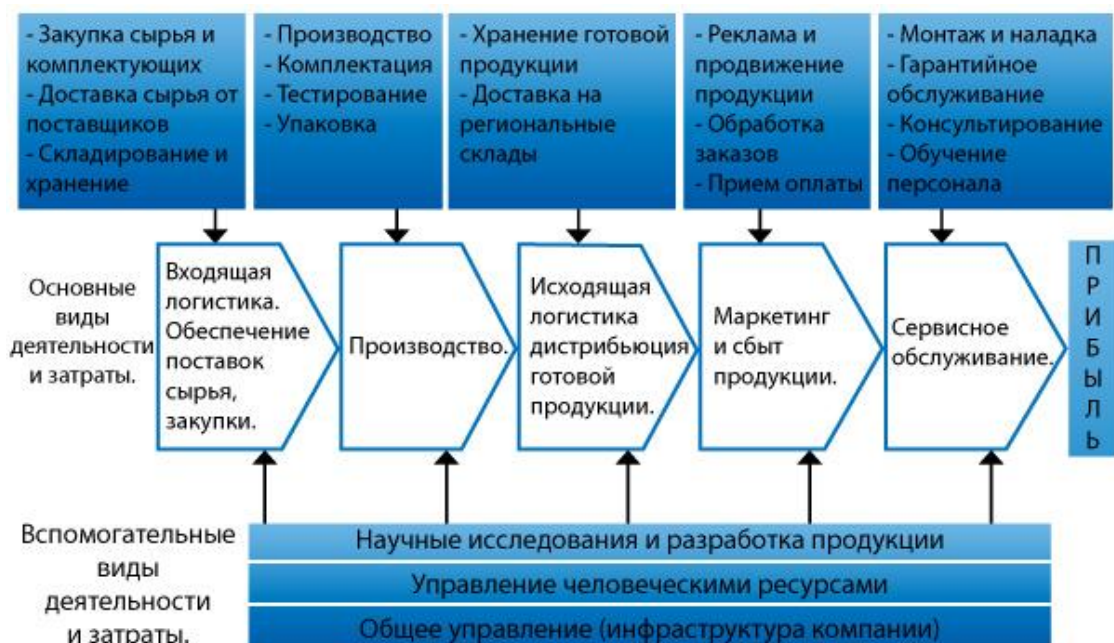 - Закупка сырья и
комплектующих
- Доставка сырья от
поставщиков
- Складирование и
хранение
- Производство
- Комплектация
- Тестирование
- Упаковка
- Хранение готовой
продукции
- Доставка на
региональные
склады
- Реклама и
продвижение
продукции
- Обработка
заказов
- Прием оплаты
- Монтаж и наладка
- Гарантийное
обслуживание
- Консультирование
- Обучение
персонала
Основные
виды
деятельности
и затраты.
Входящая
логистика.
Обеспечение
поставок
сырья,
закупки.
Производство.
Исходящая
логистика
дистрибьюция
готовой
продукции.
Маркетинг
и сбыт
продукции.
Сервисное
обслуживание.
П
Р
И
Б
Ы
Л
Ь
Вспомогательные
виды
деятельности
и затраты.
Научные исследования и разработка продукции
Управление человеческими ресурсами
Общее управление (инфраструктура компании)